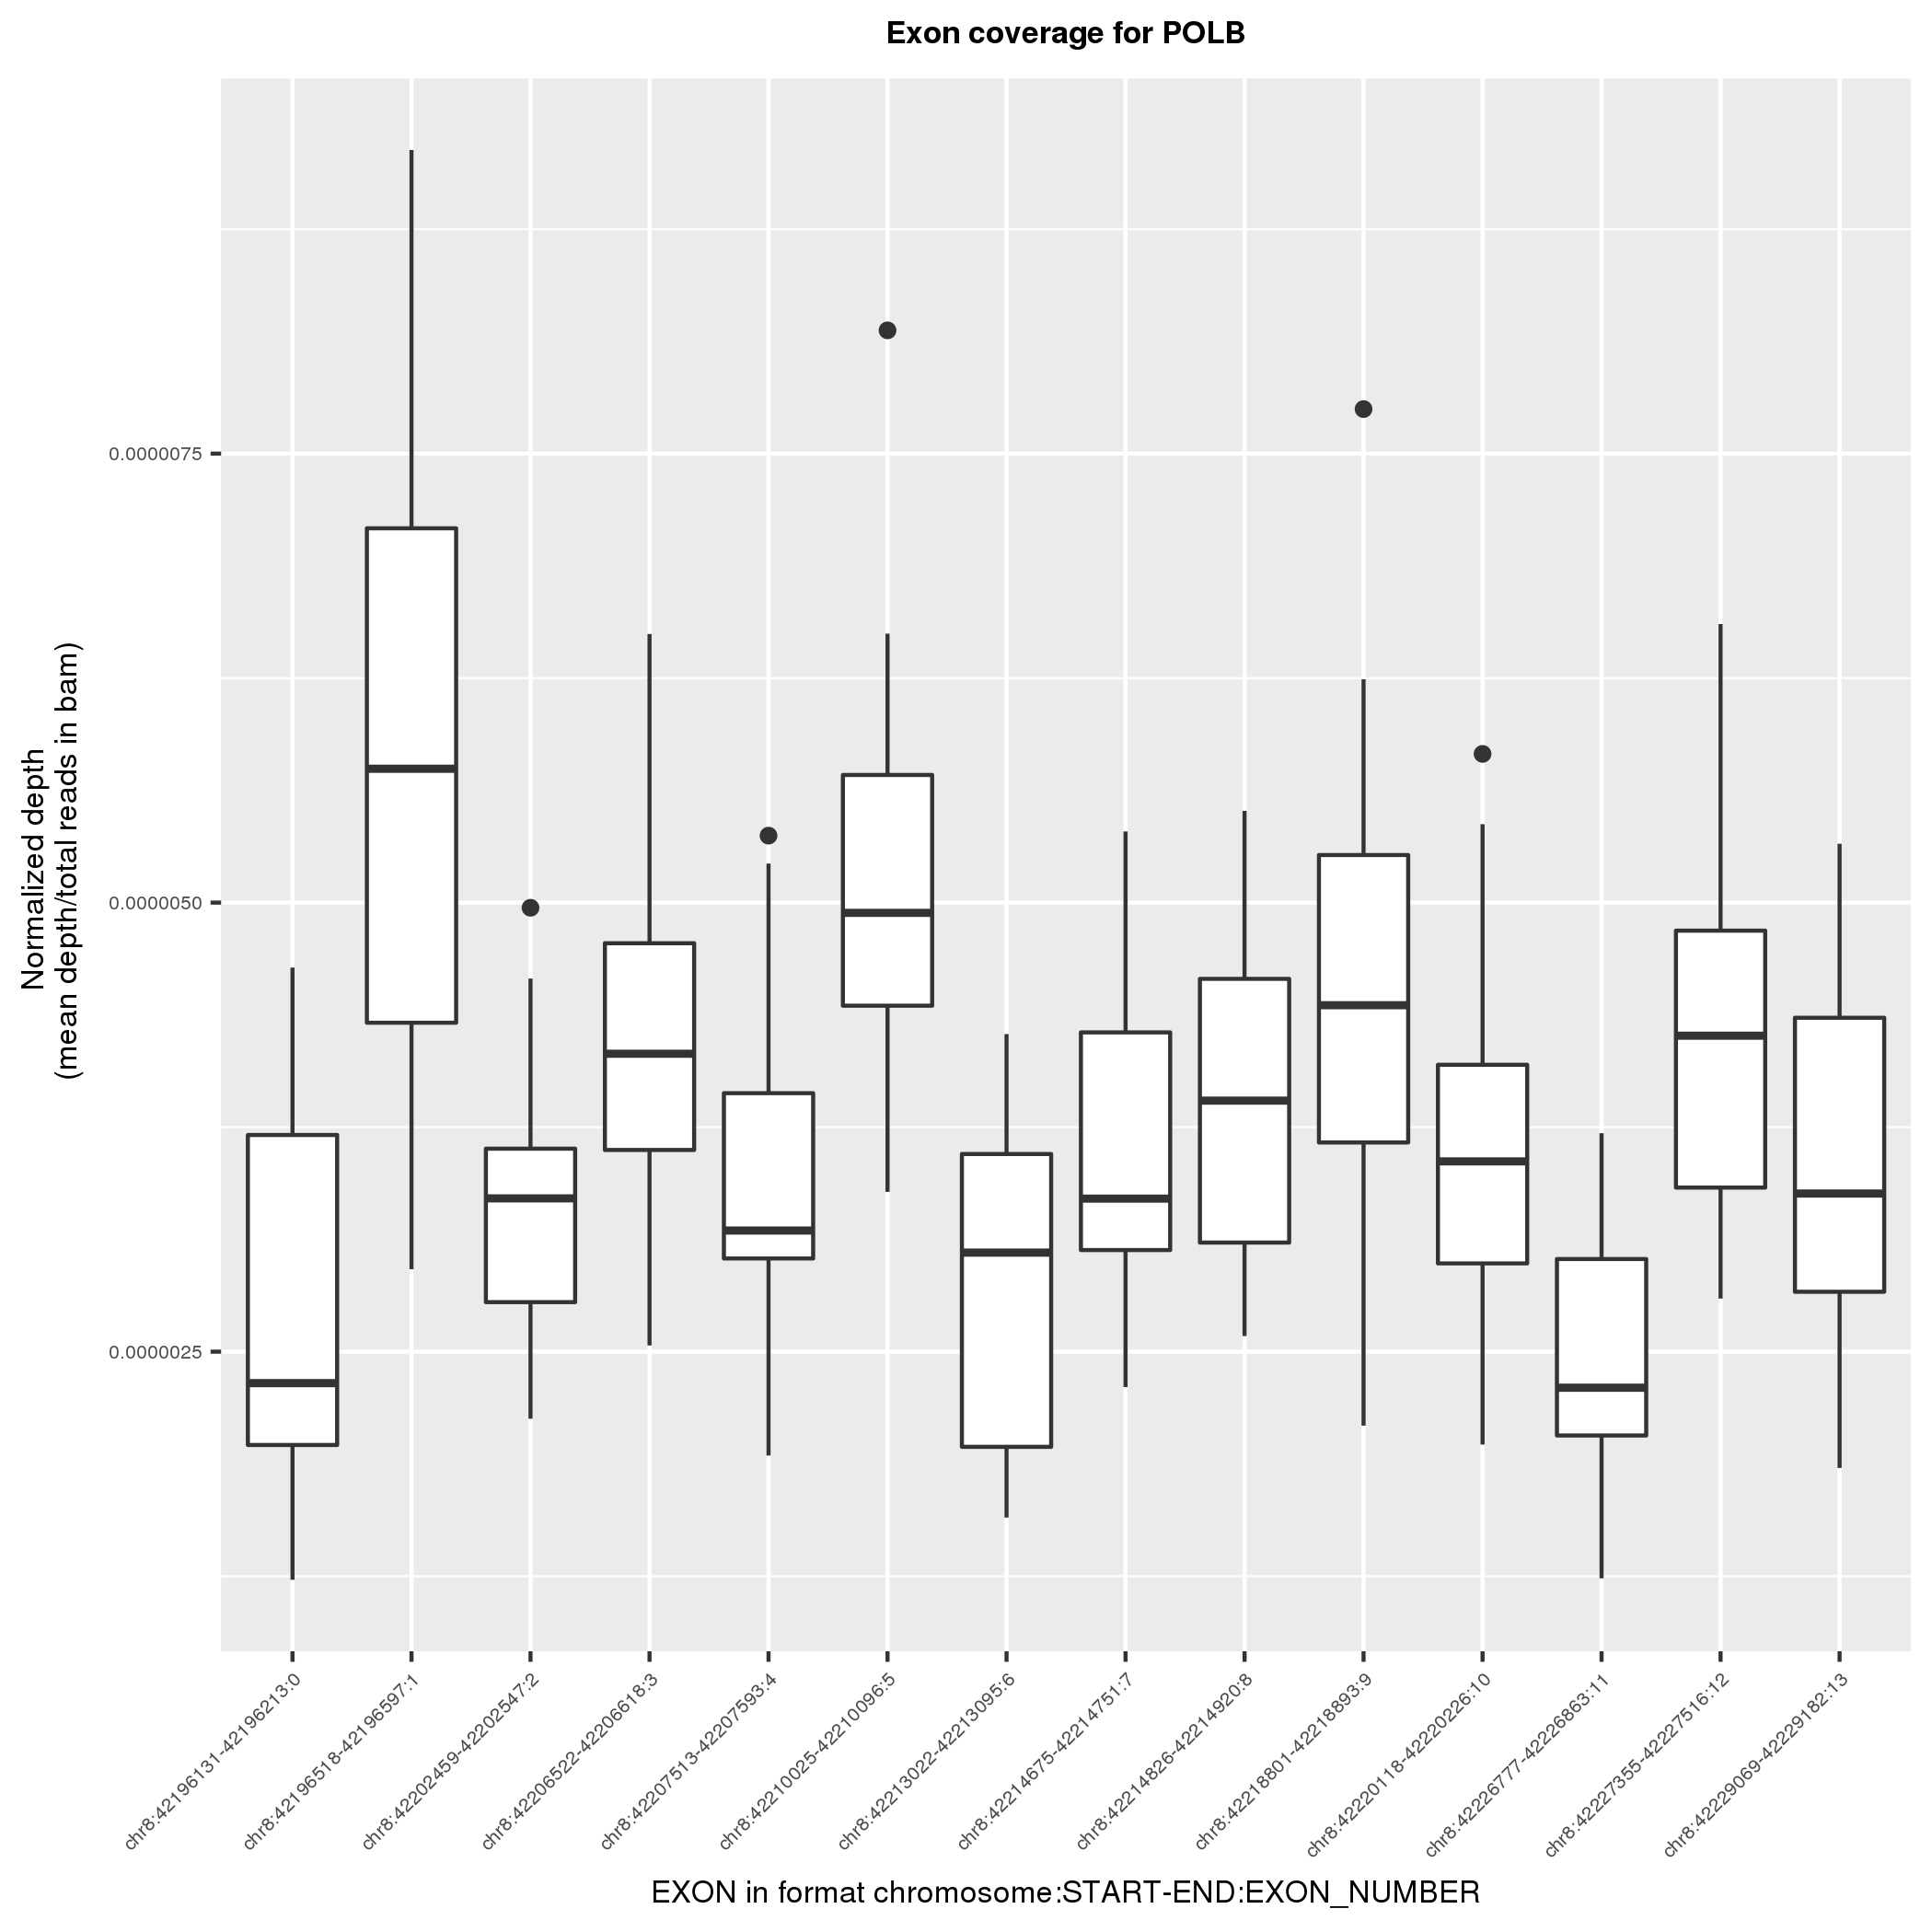 Exon coverage for POLB
Normalized depth
(mean depth/total reads in bam)
0.0000075
0.0000050
0.0000025
chr8:42196131-42196213:0
chr8:42196518-42196597:1
chr8:42202459-42202547:2
chr8:42206522-42206618:3
chr8:42207513-42207593:4
chr8:42210025-42210096:5
chr8:42213022-42213095:6
chr8:42214675-42214751:7
chr8:42214826-42214920:8
chr8:42218801-42218893:9
chr8:42220118-42220226:10
chr8:42226777-42226863:11
chr8:42227355-42227516:12
chr8:42229069-42229182:13
EXON in format chromosome:START-END:EXON_NUMBER